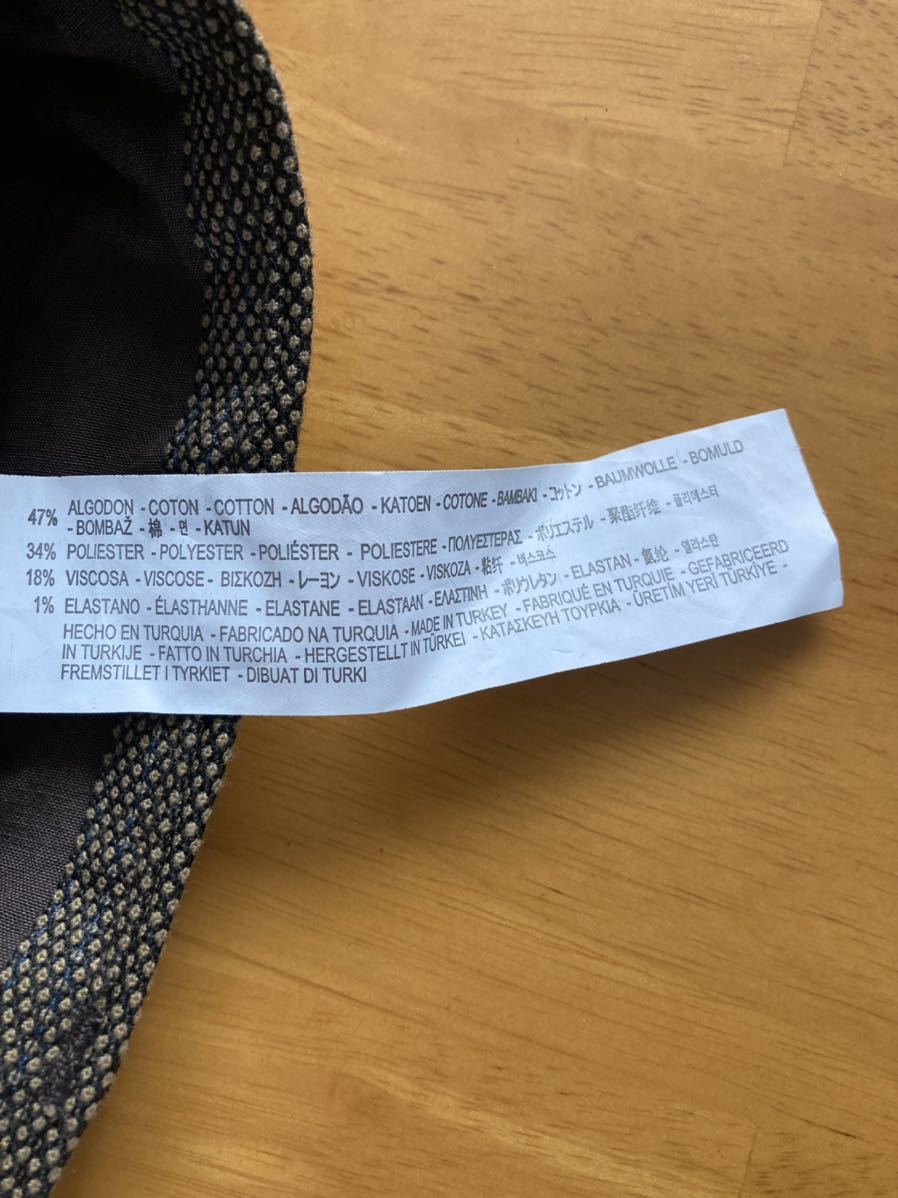 47% ALGODON - COTON - COTTON - ALGODÃO - KATOEN - COTONE - BAMBAKI - コットン - BAUMWOLLE - BOMULD
- BOMBAŽ - 棉 - 면 - KATUN
34% POLIESTER - POLYESTER - POLIÉSTER - POLIESTERE - ΠΟΛΥΕΣΤΕΡΑΣ - ポリエステル - 聚酯纤维 - 폴리에스터
18% VISCOSA - VISCOSE - ΒΙΣΚΟΖΗ - レーヨン - VISKOSE - VISKOZA - 粘纤 - 비스코스
1% ELASTANO - ÉLASTHANNE - ELASTANE - ELASTAAN - ΕΛΑΣΤΙΝΗ - ポリウレタン - ELASTAN - 氨纶 - 엘라스탄
HECHO EN TURQUIA - FABRICADO NA TURQUIA - MADE IN TURKEY - FABRIQUÉ EN TURQUIE - GEFABRICEERD
IN TURKIJE - FATTO IN TURCHIA - HERGESTELLT IN TÜRKEI - ΚΑΤΑΣΚΕΥΗ ΤΟΥΡΚΙΑ - ÜRETİM YERİ TÜRKİYE -
FREMSTILLET I TYRKIET - DIBUAT DI TURKI